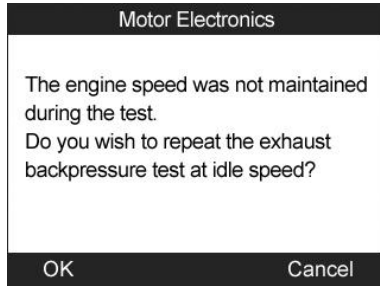 Motor Electronics
The engine speed was not maintained
during the test.
Do you wish to repeat the exhaust
backpressure test at idle speed?
OK
Cancel